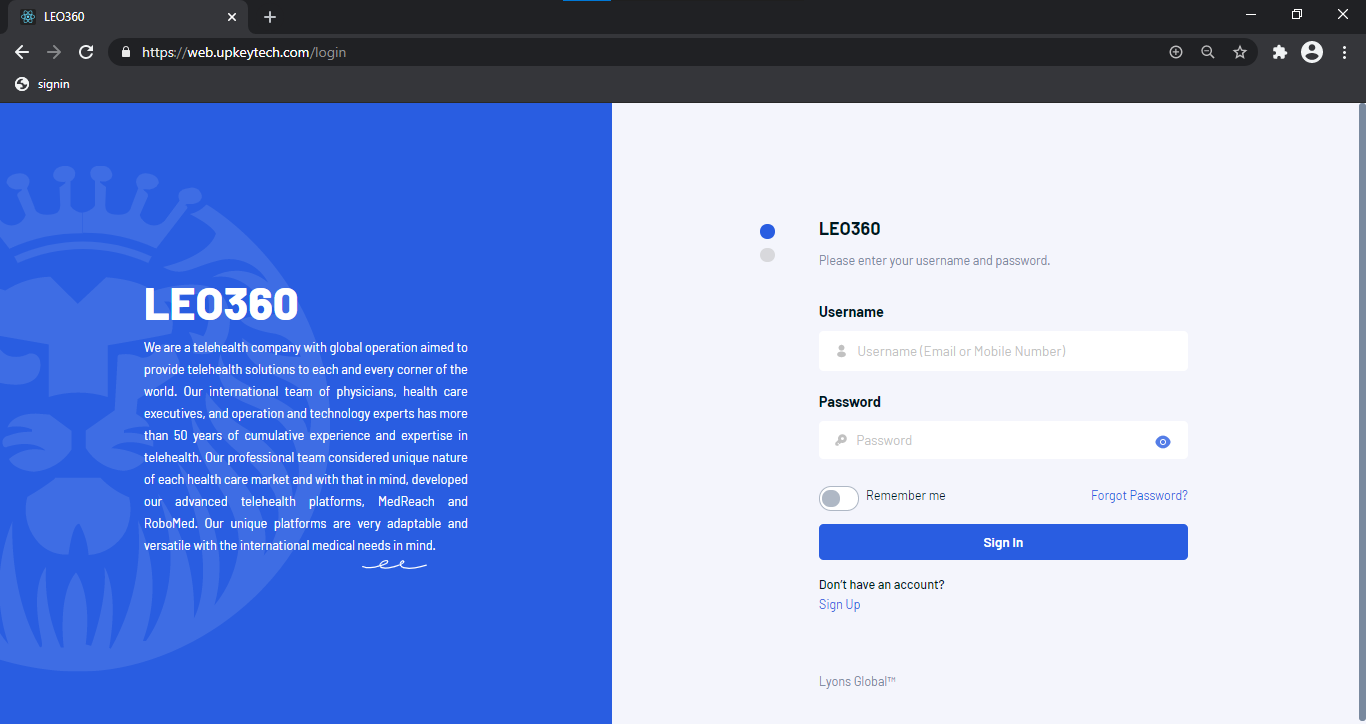 LEO360
https://web.upkeytech.com/login
signin
LEO360
We are a telehealth company with global operation aimed to
provide telehealth solutions to each and every corner of the
world. Our international team of physicians, health care
executives, and operation and technology experts has more
than 50 years of cumulative experience and expertise in
telehealth. Our professional team considered unique nature
of each health care market and with that in mind, developed
our advanced telehealth platforms, MedReach and
RoboMed. Our unique platforms are very adaptable and
versatile with the international medical needs in mind.
LEO360
Please enter your username and password.
Username
Username (Email or Mobile Number)
Password
Password
Remember me
Forgot Password?
Sign In
Don't have an account?
Sign Up
Lyons Global™